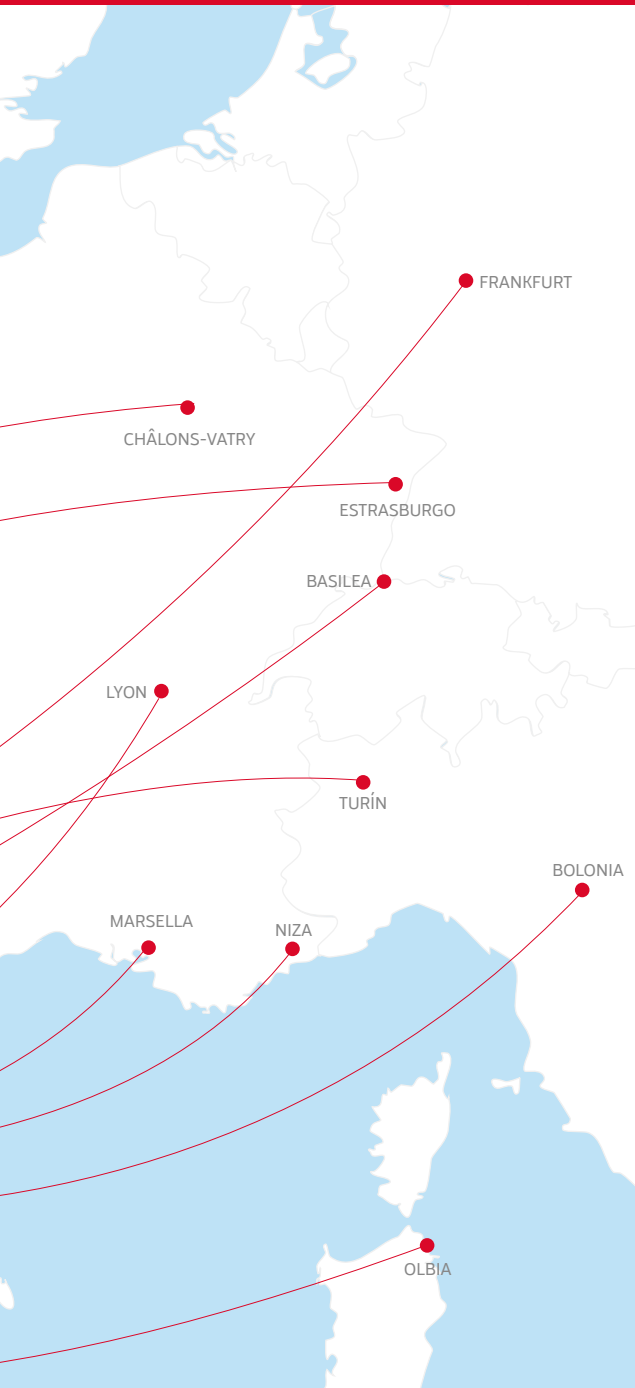 FRANKFURT
CHÂLONS-VATRY
ESTRASBURGO
BASILEA
LYON
TURÍN
BOLONIA
MARSELLA
NIZA
OLBIA